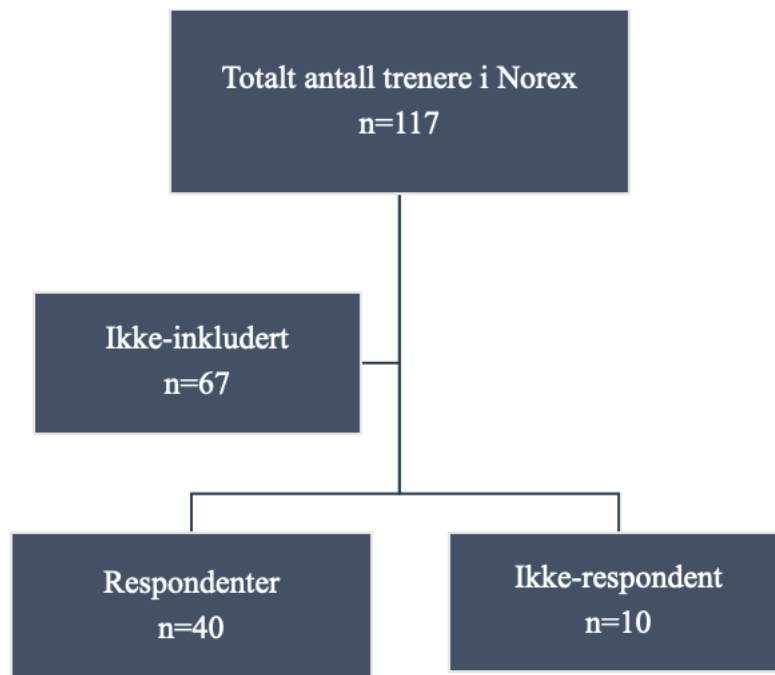 Totalt antall trenere i Norex
n=117
Ikke-inkludert
n=67
Respondenter
n=40
Ikke-respondent
n=10